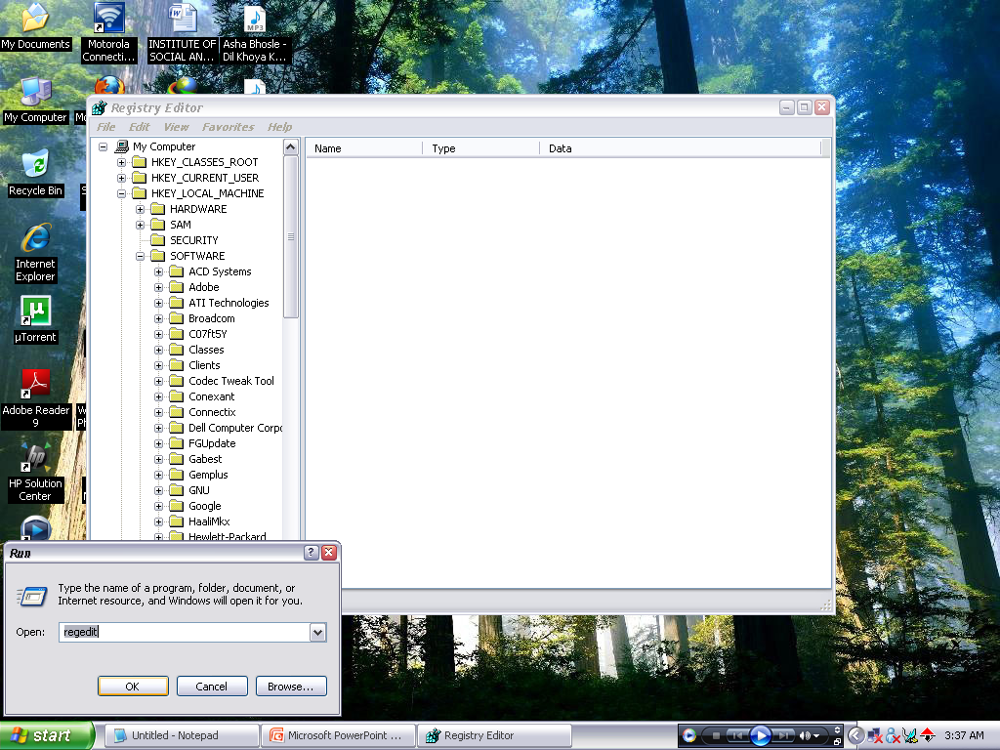 My Documents
Motorola
Connecti...
INSTITUTE OF
SOCIAL AN...
MP3
Asha Bhosle -
Dil Khoya K...
My Computer
Recycle Bin
Internet
Explorer
µTorrent
Adobe Reader
9
HP Solution
Center
Registry Editor
File Edit View Favorites Help
My Computer
HKEY_CLASSES_ROOT
HKEY_CURRENT_USER
HKEY_LOCAL_MACHINE
HARDWARE
SAM
SECURITY
SOFTWARE
ACD Systems
Adobe
ATI Technologies
Broadcom
C07ft5Y
Classes
Clients
Codec Tweak Tool
Conexant
Connectix
Dell Computer Corpo
FGUpdate
Gabest
Gemplus
GNU
Google
HaaliMkx
Hewlett-Packard
Name Type Data
Run
Type the name of a program, folder, document, or
Internet resource, and Windows will open it for you.
Open: regedit
OK Cancel Browse...
start Untitled - Notepad Microsoft PowerPoint ... Registry Editor 3:37 AM